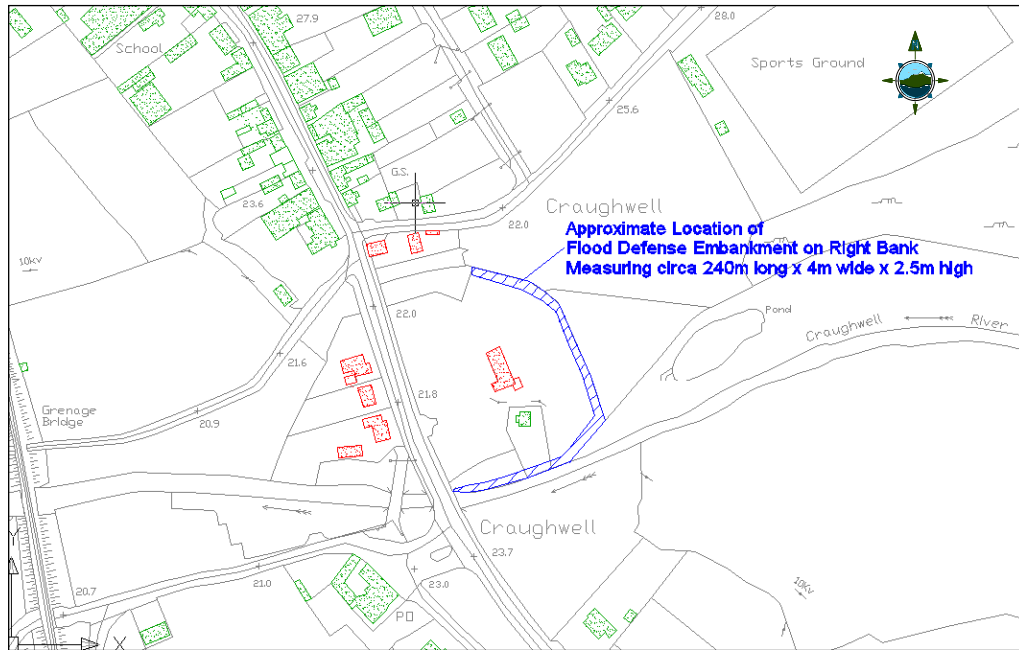 27.9
28.0
School
Sports Ground
25.6
G.S.
23.6
22.0
Craughwell
Approximate Location of
Flood Defense Embankment on Right Bank
Measuring circa 240m long x 4m wide x 2.5m high
10Kv
22.0
Pond
Craughwell River
21.6
21.8
Grenage
Bridge
20.9
Craughwell
23.7
20.7
21.0
23.0
10Kv
PO
Y
X